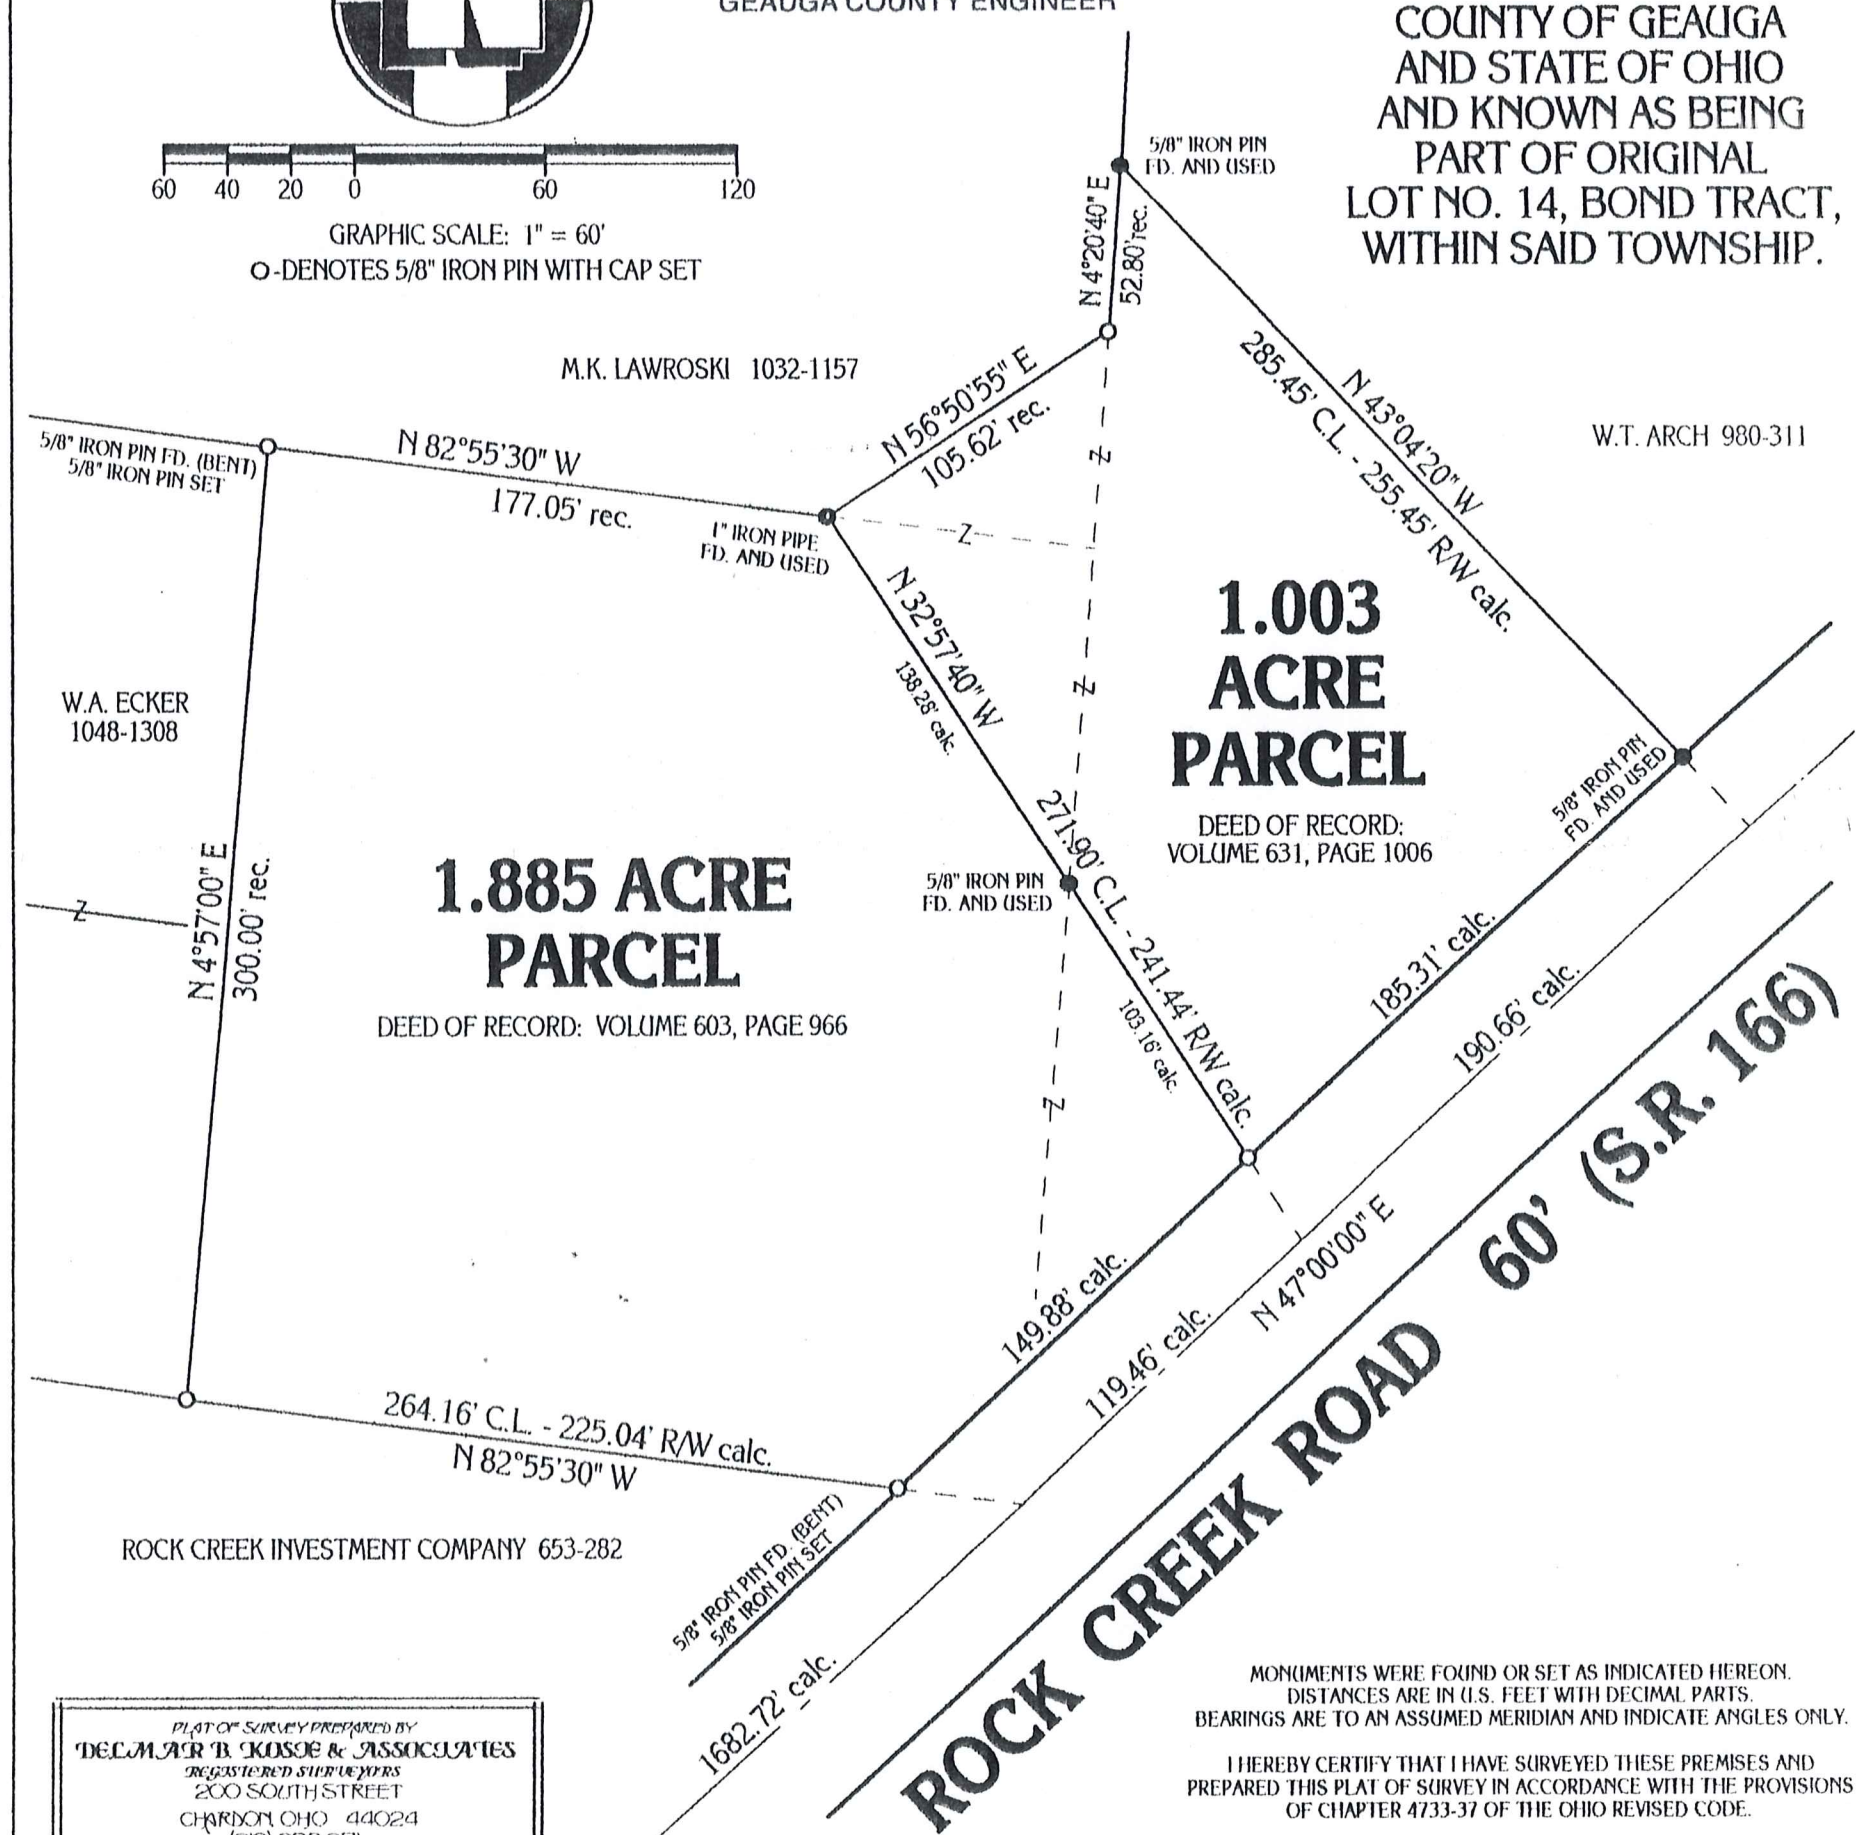 GEAUGA COUNTY ENGINEER
COUNTY OF GEAUGA
AND STATE OF OHIO
AND KNOWN AS BEING
PART OF ORIGINAL
LOT NO. 14, BOND TRACT,
WITHIN SAID TOWNSHIP.
60 40 20 0 60 120
GRAPHIC SCALE: 1" = 60'
O-DENOTES 5/8" IRON PIN WITH CAP SET
5/8" IRON PIN
FD. AND USED
N 4°20'40" E
52.80' rec.
M.K. LAWROSKI 1032-1157
N 56°50'55" E
105.62' rec.
N 43°04'20" W
285.45' C.L. - 255.45' R/W calc.
W.T. ARCH 980-311
5/8" IRON PIN FD. (BENT)
5/8" IRON PIN SET
N 82°55'30" W
177.05' rec.
1" IRON PIPE
FD. AND USED
Z
Z
Z
N 32°57'40" W
138.28' calc.
271.90' C.L. - 241.44' R/W calc.
103.16' calc.
1.003
ACRE
PARCEL
DEED OF RECORD:
VOLUME 631, PAGE 1006
W.A. ECKER
1048-1308
5/8" IRON PIN
FD. AND USED
N 4°57'00" E
300.00' rec.
Z
1.885 ACRE
PARCEL
DEED OF RECORD: VOLUME 603, PAGE 966
5/8" IRON PIN
FD. AND USED
Z
185.31' calc.
190.66' calc.
149.88' calc.
119.46' calc.
N 47°00'00" E
264.16' C.L. - 225.04' R/W calc.
N 82°55'30" W
ROCK CREEK INVESTMENT COMPANY 653-282
5/8" IRON PIN FD. (BENT)
5/8" IRON PIN SET
1682.72' calc.
ROCK CREEK ROAD 60' (S.R. 166)
MONUMENTS WERE FOUND OR SET AS INDICATED HEREON.
DISTANCES ARE IN U.S. FEET WITH DECIMAL PARTS.
BEARINGS ARE TO AN ASSUMED MERIDIAN AND INDICATE ANGLES ONLY.
I HEREBY CERTIFY THAT I HAVE SURVEYED THESE PREMISES AND
PREPARED THIS PLAT OF SURVEY IN ACCORDANCE WITH THE PROVISIONS
OF CHAPTER 4733-37 OF THE OHIO REVISED CODE.
PLAT OF SURVEY PREPARED BY
DELMAR B. KOSIE & ASSOCIATES
REGISTERED SURVEYORS
200 SOUTH STREET
CHARDON, OHIO 44024